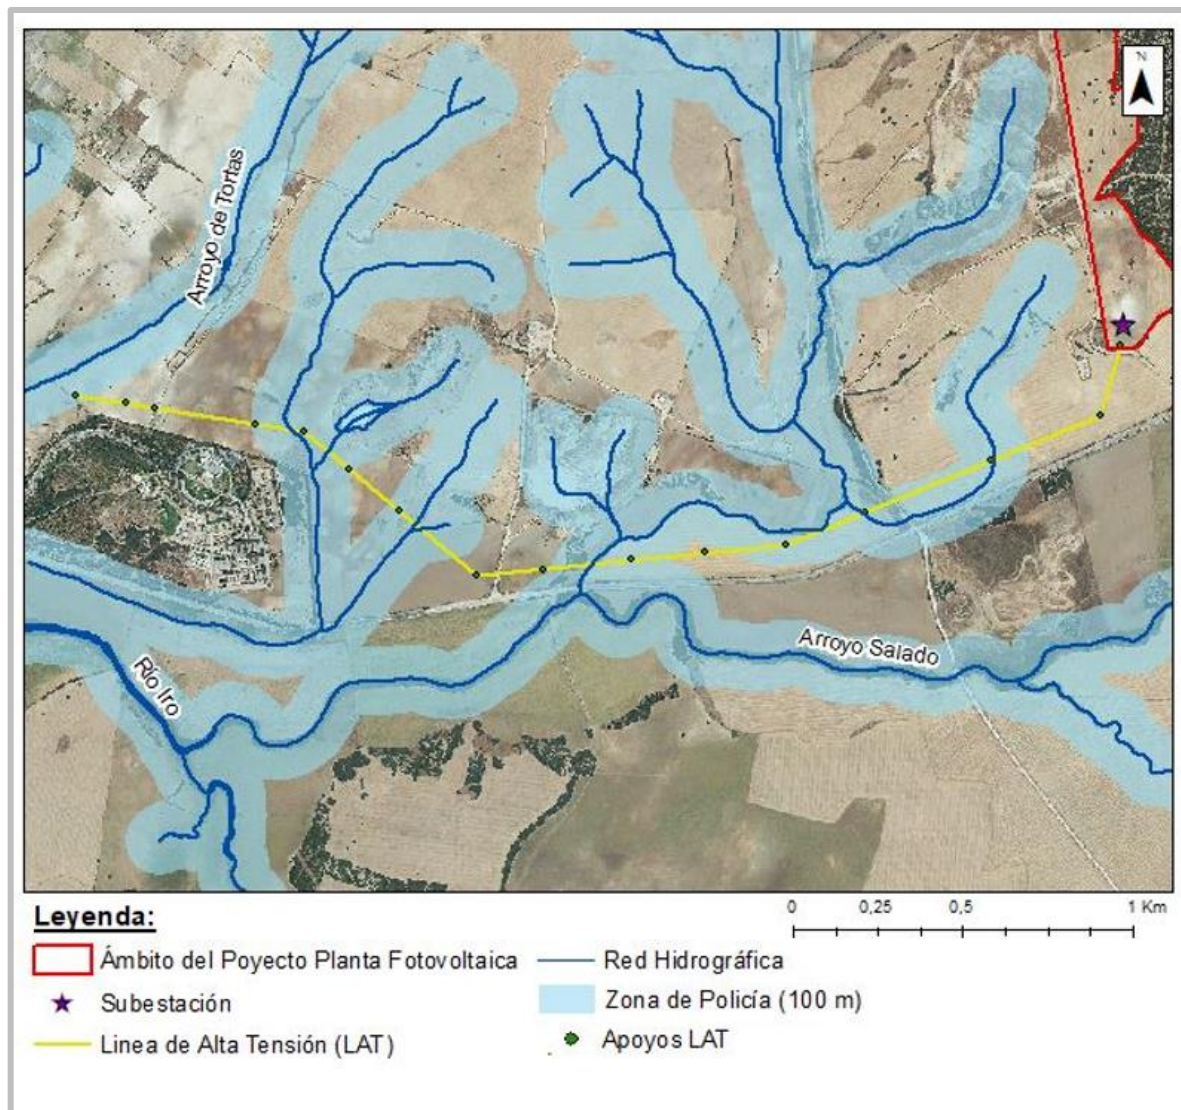 N
Arroyo de Tortas
Arroyo Salado
Río Iro
Leyenda:
0 0,25 0,5 1 Km
Ámbito del Poyecto Planta Fotovoltaica
Red Hidrográfica
Subestación
Zona de Policía (100 m)
Linea de Alta Tensión (LAT)
Apoyos LAT